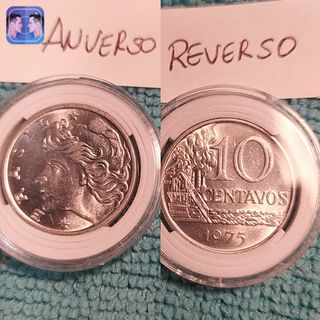 ANVERSO
REVERSO
BRASIL
10
CENTAVOS
1975